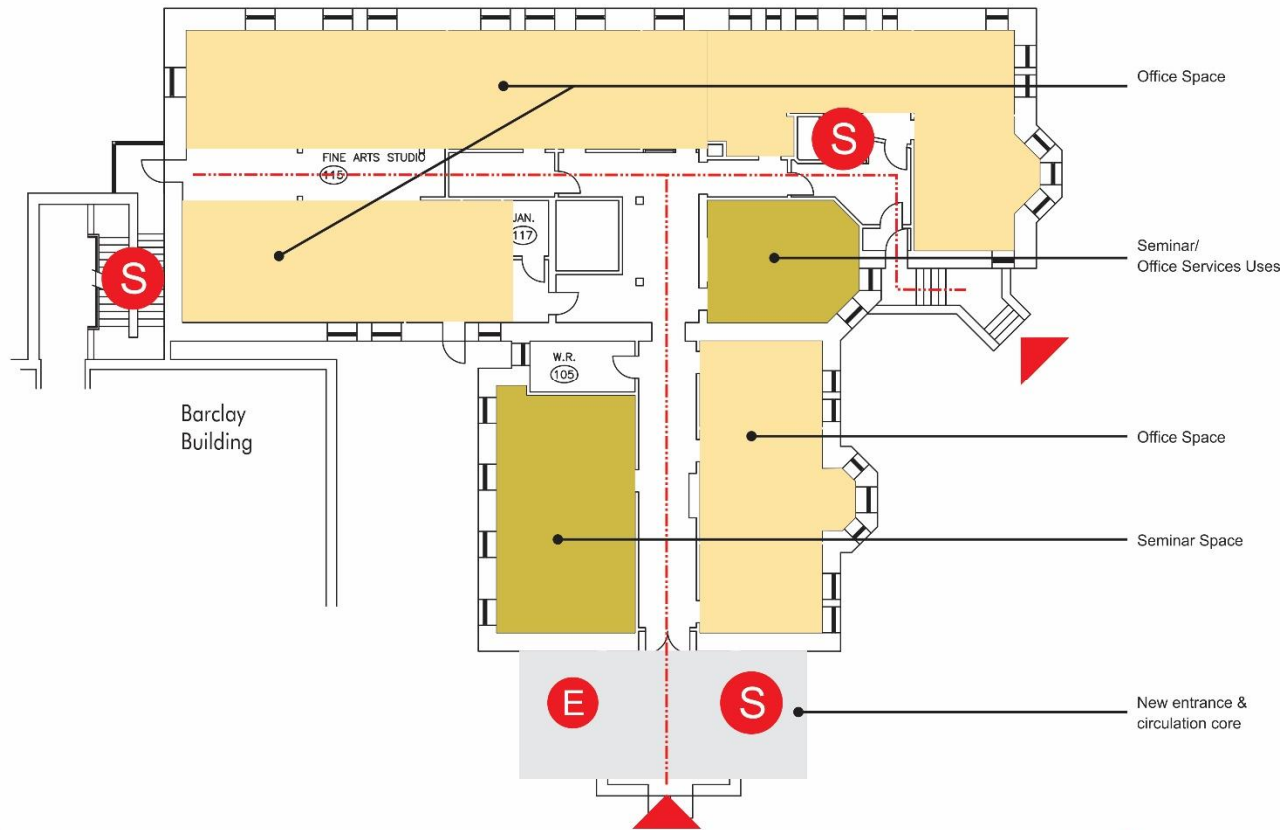 Office Space
S
FINE ARTS STUDIO
115
JAN.
117
S
Seminar/
Office Services Uses
W.R.
105
Barclay
Building
Office Space
Seminar Space
E
S
New entrance &
circulation core